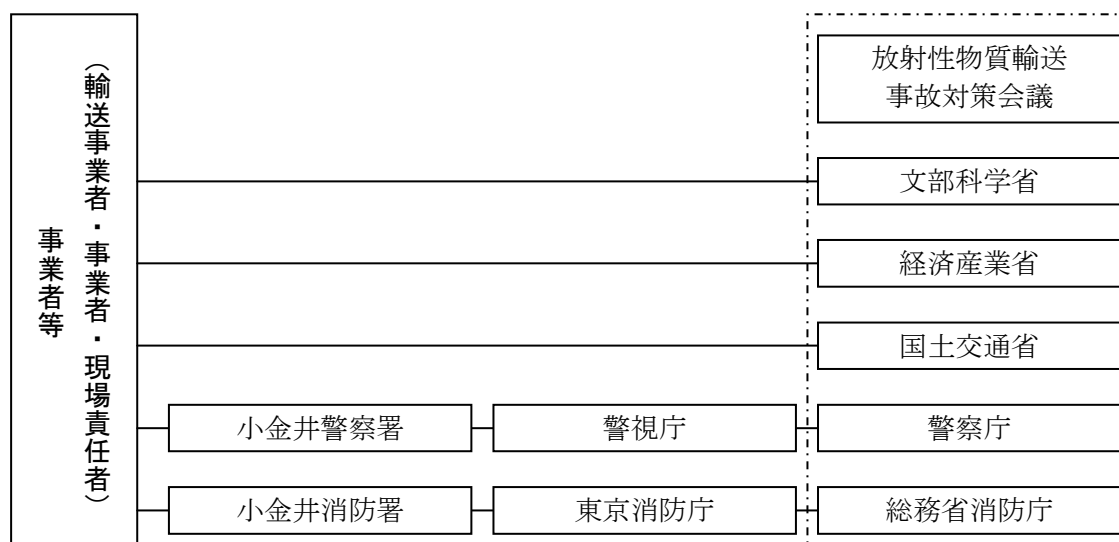 事業者等
（輸送事業者・事業者・現場責任者）
放射性物質輸送
事故対策会議
文部科学省
経済産業省
国土交通省
小金井警察署
警視庁
警察庁
小金井消防署
東京消防庁
総務省消防庁